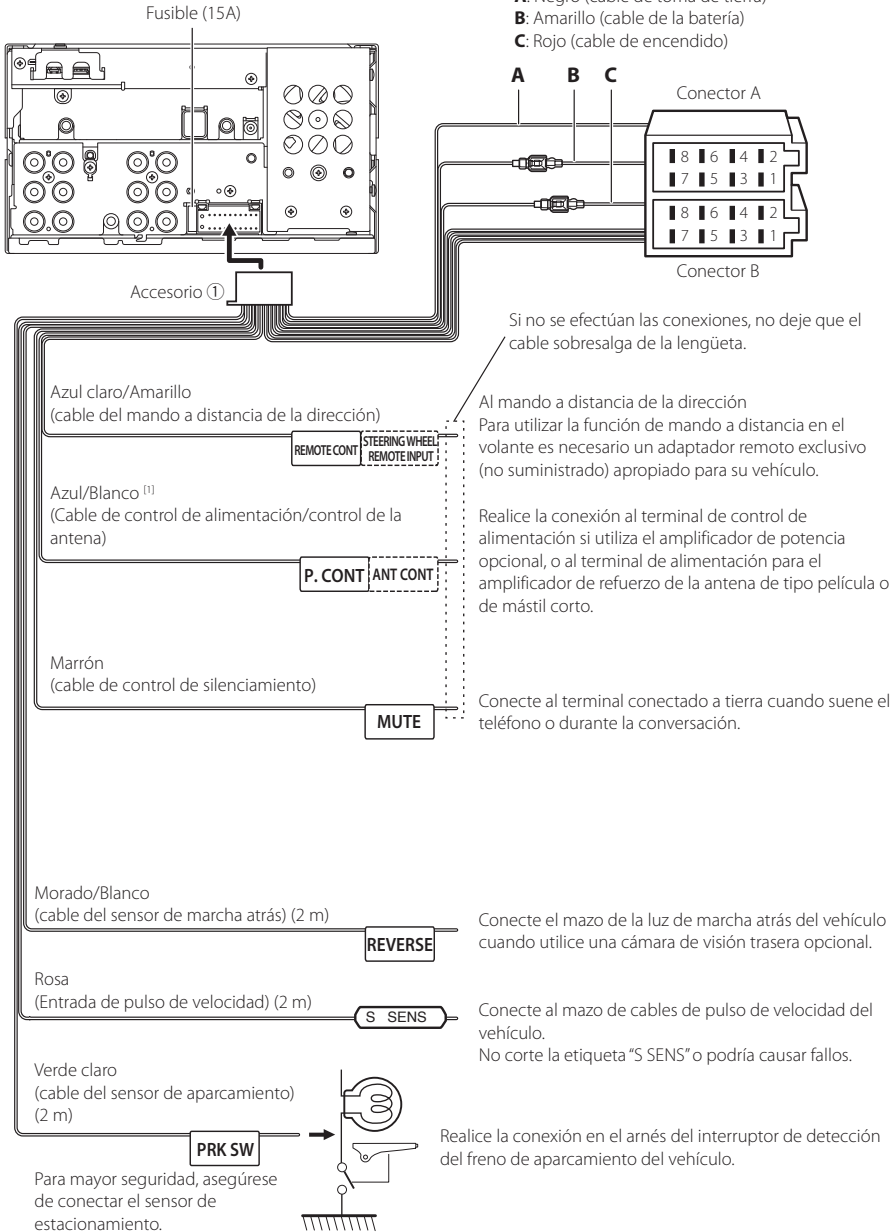 Fusible (15A)
A: Negro (cable de toma de tierra)
B: Amarillo (cable de la batería)
C: Rojo (cable de encendido)
A B C
Conector A
8 6 4 2
7 5 3 1
8 6 4 2
7 5 3 1
Conector B
Accesorio ①
Si no se efectúan las conexiones, no deje que el
cable sobresalga de la lengüeta.
Azul claro/Amarillo
(cable del mando a distancia de la dirección)
REMOTE CONT
STEERING WHEEL
REMOTE INPUT
Al mando a distancia de la dirección
Para utilizar la función de mando a distancia en el
volante es necesario un adaptador remoto exclusivo
(no suministrado) apropiado para su vehículo.
Azul/Blanco [1]
(Cable de control de alimentación/control de la
antena)
P. CONT ANT CONT
Realice la conexión al terminal de control de
alimentación si utiliza el amplificador de potencia
opcional, o al terminal de alimentación para el
amplificador de refuerzo de la antena de tipo película o
de mástil corto.
Marrón
(cable de control de silenciamiento)
MUTE
Conecte al terminal conectado a tierra cuando suene el
teléfono o durante la conversación.
Morado/Blanco
(cable del sensor de marcha atrás) (2 m)
REVERSE
Conecte el mazo de la luz de marcha atrás del vehículo
cuando utilice una cámara de visión trasera opcional.
Rosa
(Entrada de pulso de velocidad) (2 m)
S SENS
Conecte al mazo de cables de pulso de velocidad del
vehículo.
No corte la etiqueta "S SENS" o podría causar fallos.
Verde claro
(cable del sensor de aparcamiento)
(2 m)
PRK SW
Realice la conexión en el arnés del interruptor de detección
del freno de aparcamiento del vehículo.
Para mayor seguridad, asegúrese
de conectar el sensor de
estacionamiento.